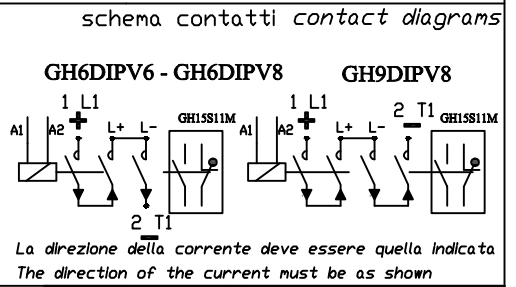 schema contatti contact diagrams
GH6DIPV6 - GH6DIPV8
GH9DIPV8
1 L1
A1 A2 + L+ L- GH15S11M
2 T1
-
1 L1
A1 A2 + L+ L- 2 T1 - GH15S11M
La direzione della corrente deve essere quella indicata
The direction of the current must be as shown